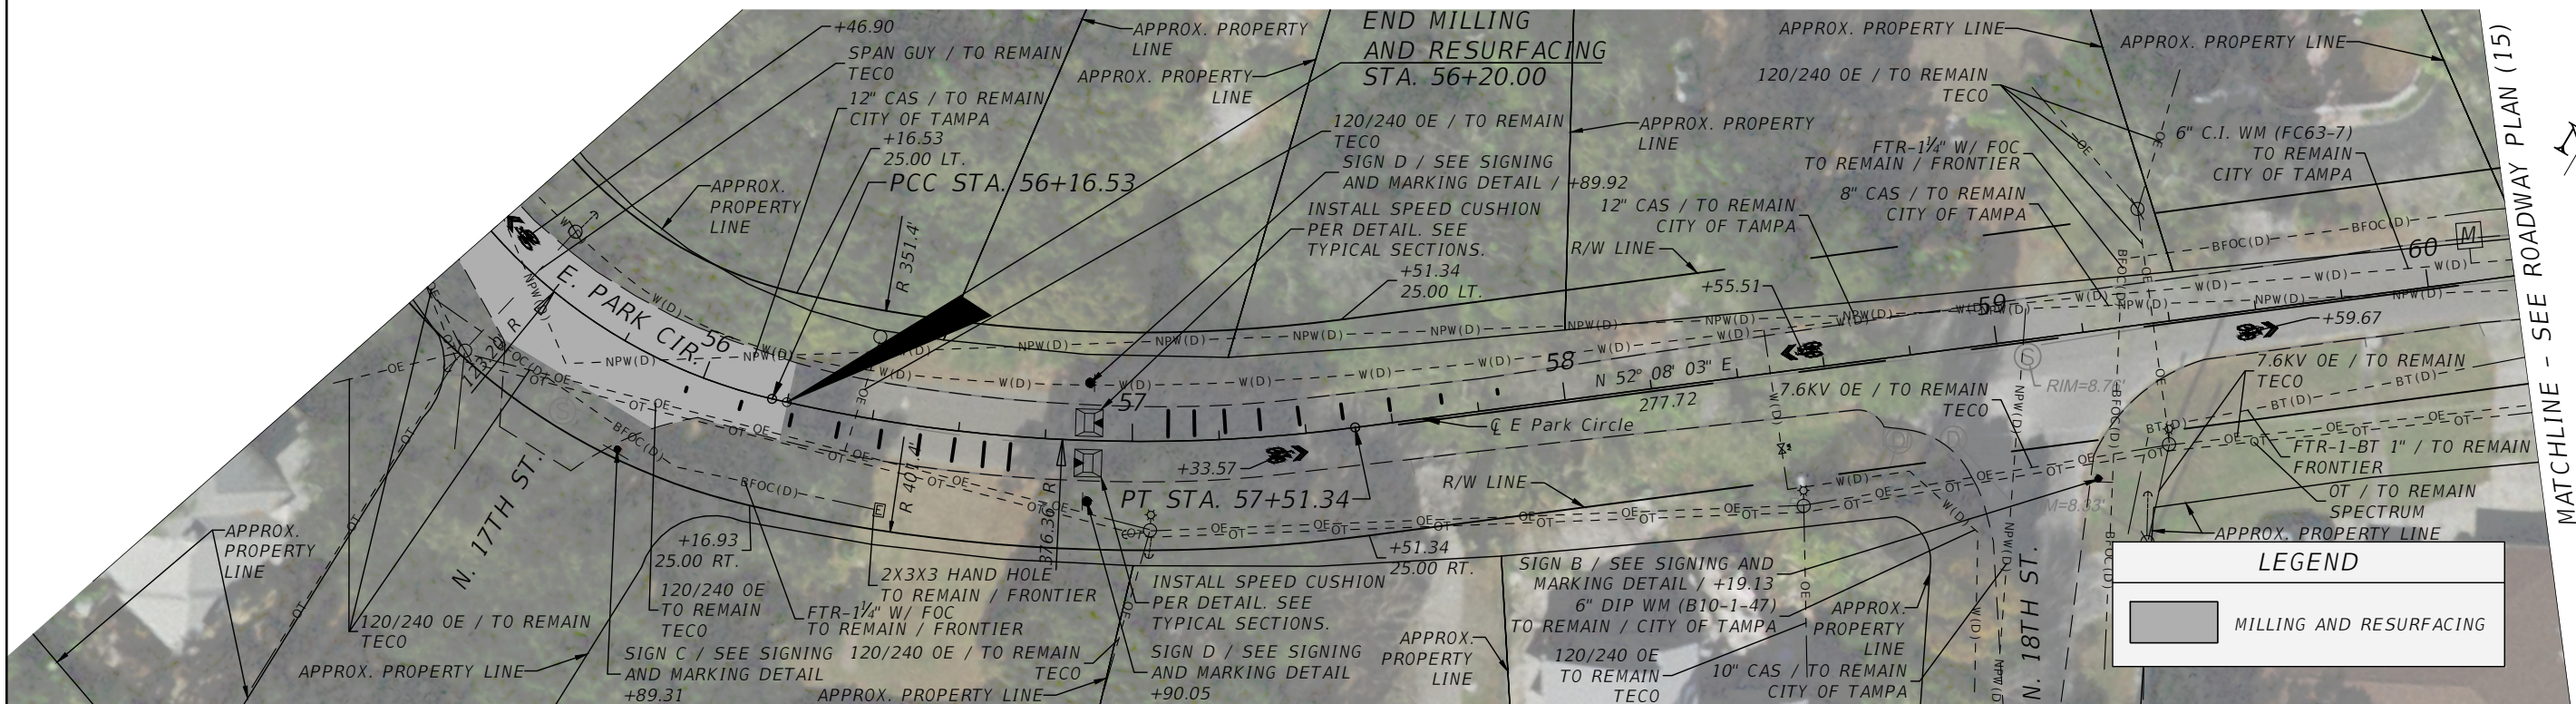 +46.90
SPAN GUY / TO REMAIN
TECO
12" CAS / TO REMAIN
CITY OF TAMPA
+16.53
25.00 LT.
PCC STA. 56+16.53
APPROX.
PROPERTY
LINE
R 351.4'
APPROX. PROPERTY
LINE
APPROX. PROPERTY
LINE
END MILLING
AND RESURFACING
STA. 56+20.00
120/240 OE / TO REMAIN
TECO
SIGN D / SEE SIGNING
AND MARKING DETAIL / +89.92
INSTALL SPEED CUSHION
PER DETAIL. SEE
TYPICAL SECTIONS.
+51.34
25.00 LT.
APPROX. PROPERTY
LINE
12" CAS / TO REMAIN
CITY OF TAMPA
R/W LINE
+55.51
APPROX. PROPERTY LINE
120/240 OE / TO REMAIN
TECO
FTR-1¼" W/ FOC
TO REMAIN / FRONTIER
8" CAS / TO REMAIN
CITY OF TAMPA
APPROX. PROPERTY LINE
6" C.I. WM (FC63-7)
TO REMAIN
CITY OF TAMPA
MATCHLINE - SEE ROADWAY PLAN (15)
E. PARK CIR.
56
57
58
59
60
M
N 52° 08' 03" E
277.72
℄ E Park Circle
+59.67
7.6KV OE / TO REMAIN
TECO
7.6KV OE / TO REMAIN
TECO
RIM=8.76'
FTR-1-BT 1" / TO REMAIN
FRONTIER
OT / TO REMAIN
SPECTRUM
APPROX. PROPERTY LINE
+33.57
PT STA. 57+51.34
R/W LINE
R 401.4'
376.36' R
N. 17TH ST.
N. 18TH ST.
APPROX.
PROPERTY
LINE
120/240 OE / TO REMAIN
TECO
APPROX. PROPERTY LINE
+16.93
25.00 RT.
120/240 OE
TO REMAIN
TECO
SIGN C / SEE SIGNING
AND MARKING DETAIL
+89.31
2X3X3 HAND HOLE
TO REMAIN / FRONTIER
FTR-1¼" W/ FOC
TO REMAIN / FRONTIER
120/240 OE / TO REMAIN
TECO
APPROX. PROPERTY LINE
INSTALL SPEED CUSHION
PER DETAIL. SEE
TYPICAL SECTIONS.
SIGN D / SEE SIGNING
AND MARKING DETAIL
+90.05
+51.34
25.00 RT.
APPROX.
PROPERTY
LINE
SIGN B / SEE SIGNING AND
MARKING DETAIL / +19.13
6" DIP WM (B10-1-47)
TO REMAIN / CITY OF TAMPA
120/240 OE
TO REMAIN
TECO
APPROX.
PROPERTY
LINE
10" CAS / TO REMAIN
CITY OF TAMPA
LEGEND
MILLING AND RESURFACING